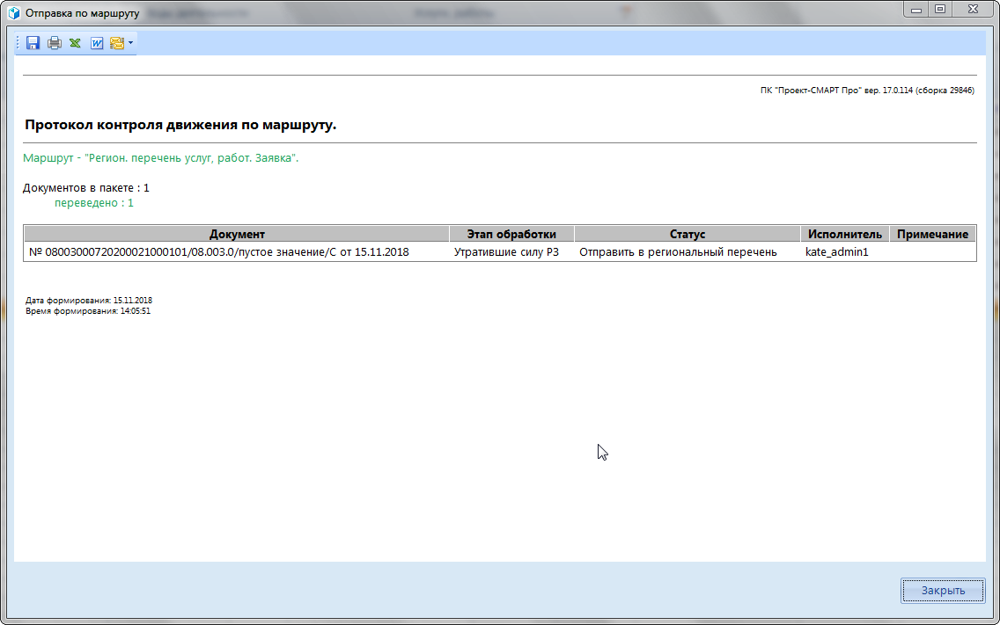 Отправка по маршруту
ПК "Проект-СМАРТ Про" вер. 17.0.114 (сборка 29846)
Протокол контроля движения по маршруту.
Маршрут - "Регион. перечень услуг, работ. Заявка".
Документов в пакете : 1
переведено : 1
Документ Этап обработки Статус Исполнитель Примечание
№ 08003000720200021000101/08.003.0/пустое значение/С от 15.11.2018 Утратившие силу РЗ Отправить в региональный перечень kate_admin1
Дата формирования: 15.11.2018
Время формирования: 14:05:51
Закрыть